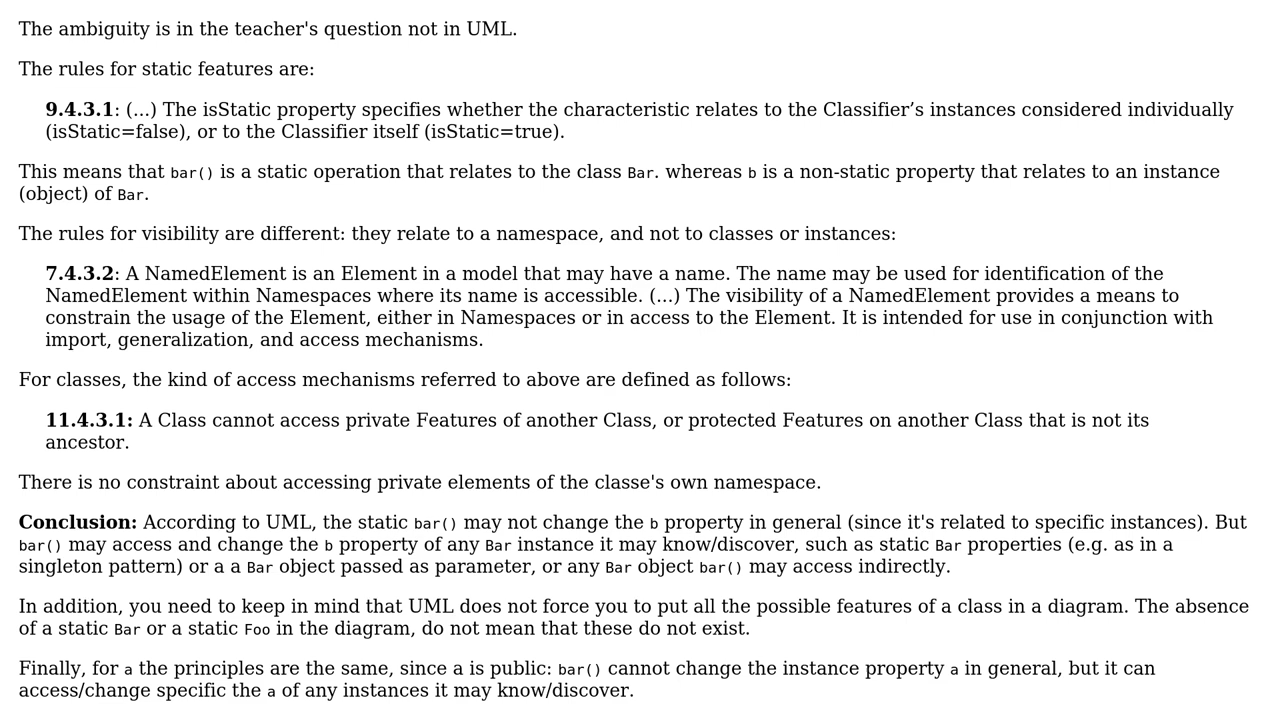 The ambiguity is in the teacher's question not in UML.
The rules for static features are:
9.4.3.1: (...) The isStatic property specifies whether the characteristic relates to the Classifier’s instances considered individually
(isStatic=false), or to the Classifier itself (isStatic=true).
This means that bar() is a static operation that relates to the class Bar. whereas b is a non-static property that relates to an instance
(object) of Bar.
The rules for visibility are different: they relate to a namespace, and not to classes or instances:
7.4.3.2: A NamedElement is an Element in a model that may have a name. The name may be used for identification of the
NamedElement within Namespaces where its name is accessible. (...) The visibility of a NamedElement provides a means to
constrain the usage of the Element, either in Namespaces or in access to the Element. It is intended for use in conjunction with
import, generalization, and access mechanisms.
For classes, the kind of access mechanisms referred to above are defined as follows:
11.4.3.1: A Class cannot access private Features of another Class, or protected Features on another Class that is not its
ancestor.
There is no constraint about accessing private elements of the classe's own namespace.
Conclusion: According to UML, the static bar() may not change the b property in general (since it's related to specific instances). But
bar() may access and change the b property of any Bar instance it may know/discover, such as static Bar properties (e.g. as in a
singleton pattern) or a a Bar object passed as parameter, or any Bar object bar() may access indirectly.
In addition, you need to keep in mind that UML does not force you to put all the possible features of a class in a diagram. The absence
of a static Bar or a static Foo in the diagram, do not mean that these do not exist.
Finally, for a the principles are the same, since a is public: bar() cannot change the instance property a in general, but it can
access/change specific the a of any instances it may know/discover.